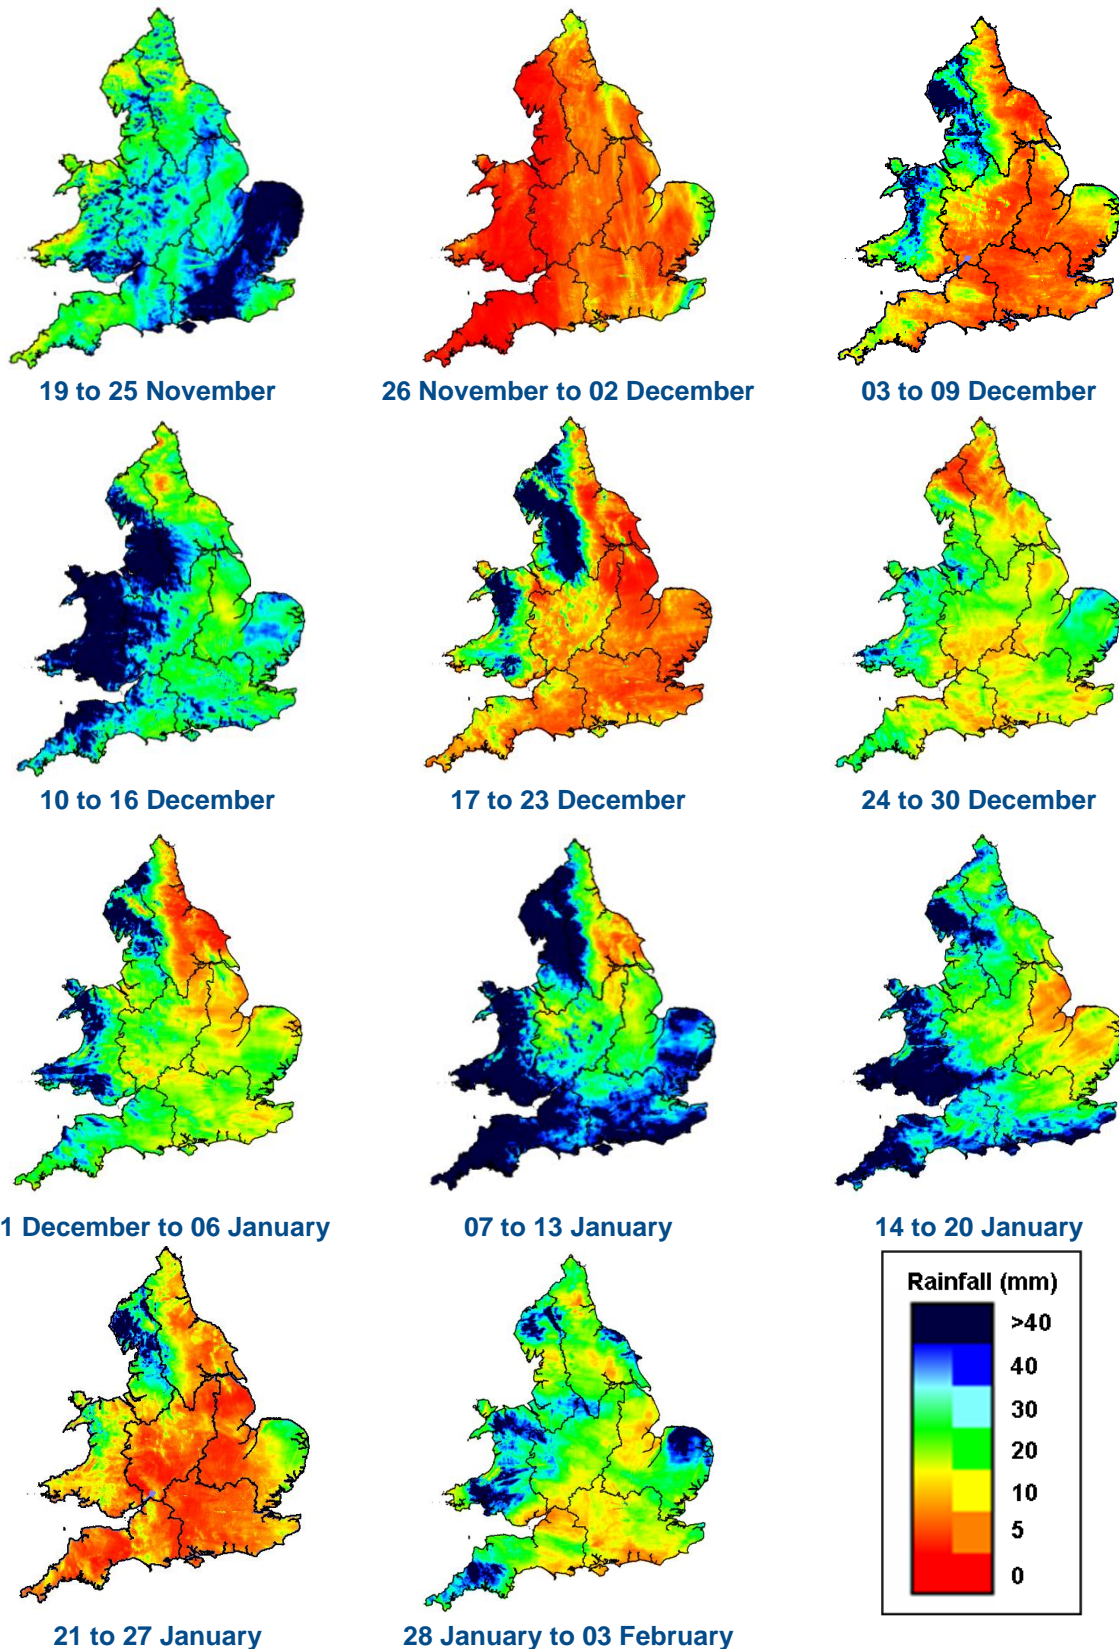 19 to 25 November
26 November to 02 December
03 to 09 December
10 to 16 December
17 to 23 December
24 to 30 December
1 December to 06 January
07 to 13 January
14 to 20 January
Rainfall (mm)
>40
40
30
20
10
5
0
21 to 27 January
28 January to 03 February